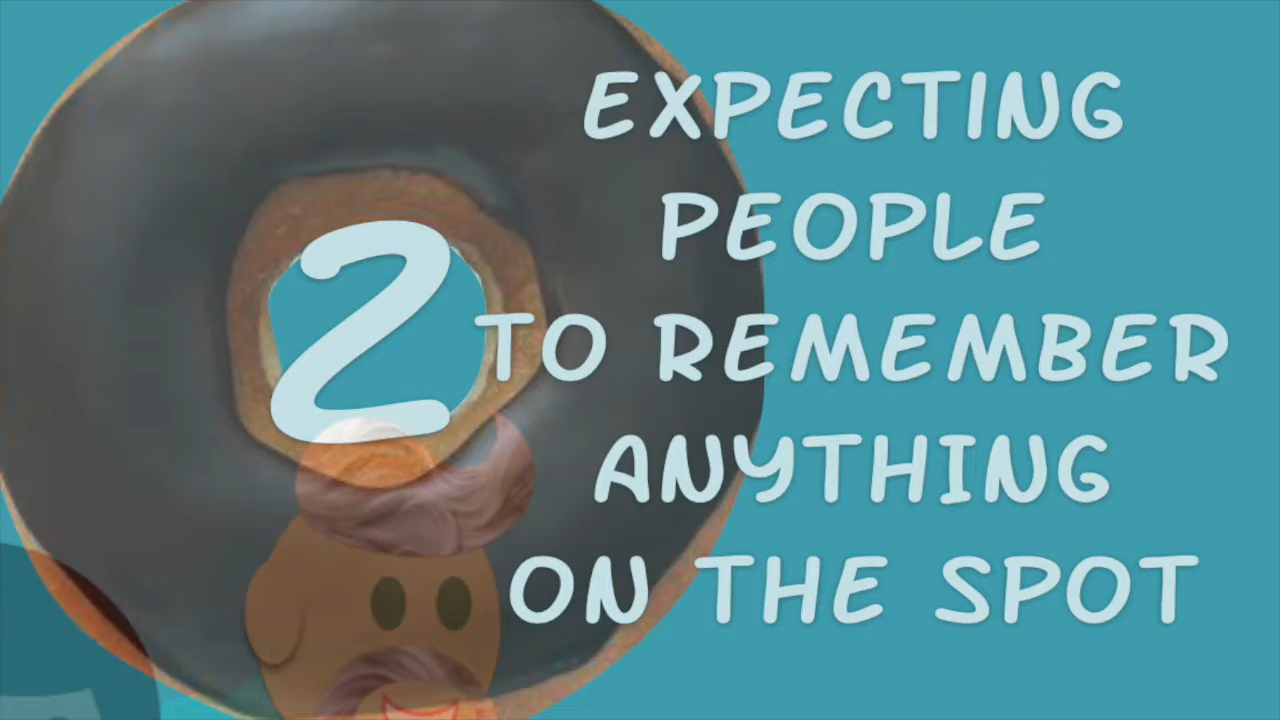 2
EXPECTING
PEOPLE
TO REMEMBER
ANYTHING
ON THE SPOT